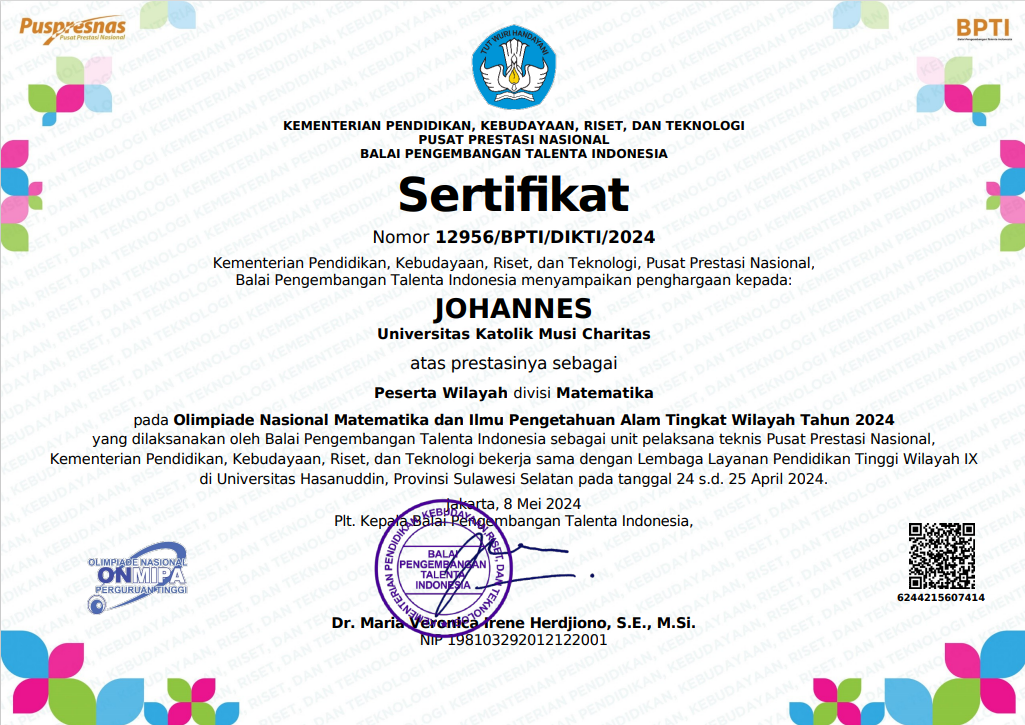 Puspresnas
Pusat Prestasi Nasional
BPTI
Balai Pengembangan Talenta Indonesia
TUT WURI HANDAYANI
KEMENTERIAN PENDIDIKAN, KEBUDAYAAN, RISET, DAN TEKNOLOGI
PUSAT PRESTASI NASIONAL
BALAI PENGEMBANGAN TALENTA INDONESIA
Sertifikat
Nomor 12956/BPTI/DIKTI/2024
Kementerian Pendidikan, Kebudayaan, Riset, dan Teknologi, Pusat Prestasi Nasional,
Balai Pengembangan Talenta Indonesia menyampaikan penghargaan kepada:
JOHANNES
Universitas Katolik Musi Charitas
atas prestasinya sebagai
Peserta Wilayah divisi Matematika
pada Olimpiade Nasional Matematika dan Ilmu Pengetahuan Alam Tingkat Wilayah Tahun 2024
yang dilaksanakan oleh Balai Pengembangan Talenta Indonesia sebagai unit pelaksana teknis Pusat Prestasi Nasional,
Kementerian Pendidikan, Kebudayaan, Riset, dan Teknologi bekerja sama dengan Lembaga Layanan Pendidikan Tinggi Wilayah IX
di Universitas Hasanuddin, Provinsi Sulawesi Selatan pada tanggal 24 s.d. 25 April 2024.
Jakarta, 8 Mei 2024
Plt. Kepala Balai Pengembangan Talenta Indonesia,
KEMENTERIAN PENDIDIKAN, KEBUDAYAAN, RISET, DAN TEKNOLOGI
BALAI
PENGEMBANGAN
TALENTA
INDONESIA
OLIMPIADE NASIONAL
ONMIPA
PERGURUAN TINGGI
6244215607414
Dr. Maria Veronica Irene Herdjiono, S.E., M.Si.
NIP 198103292012122001